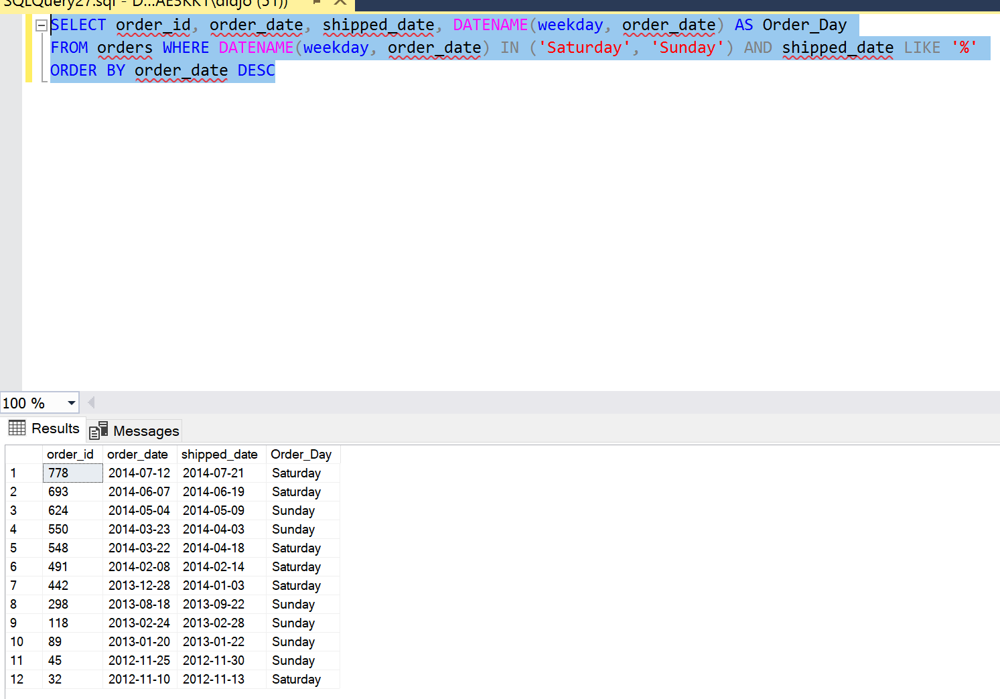 SQLQuery27.sql - D...AE5KKT\didjo (51))
SELECT order_id, order_date, shipped_date, DATENAME(weekday, order_date) AS Order_Day
FROM orders WHERE DATENAME(weekday, order_date) IN ('Saturday', 'Sunday') AND shipped_date LIKE '%'
ORDER BY order_date DESC
100 %
Results Messages
order_id order_date shipped_date Order_Day
1 778 2014-07-12 2014-07-21 Saturday
2 693 2014-06-07 2014-06-19 Saturday
3 624 2014-05-04 2014-05-09 Sunday
4 550 2014-03-23 2014-04-03 Sunday
5 548 2014-03-22 2014-04-18 Saturday
6 491 2014-02-08 2014-02-14 Saturday
7 442 2013-12-28 2014-01-03 Saturday
8 298 2013-08-18 2013-09-22 Sunday
9 118 2013-02-24 2013-02-28 Sunday
10 89 2013-01-20 2013-01-22 Sunday
11 45 2012-11-25 2012-11-30 Sunday
12 32 2012-11-10 2012-11-13 Saturday